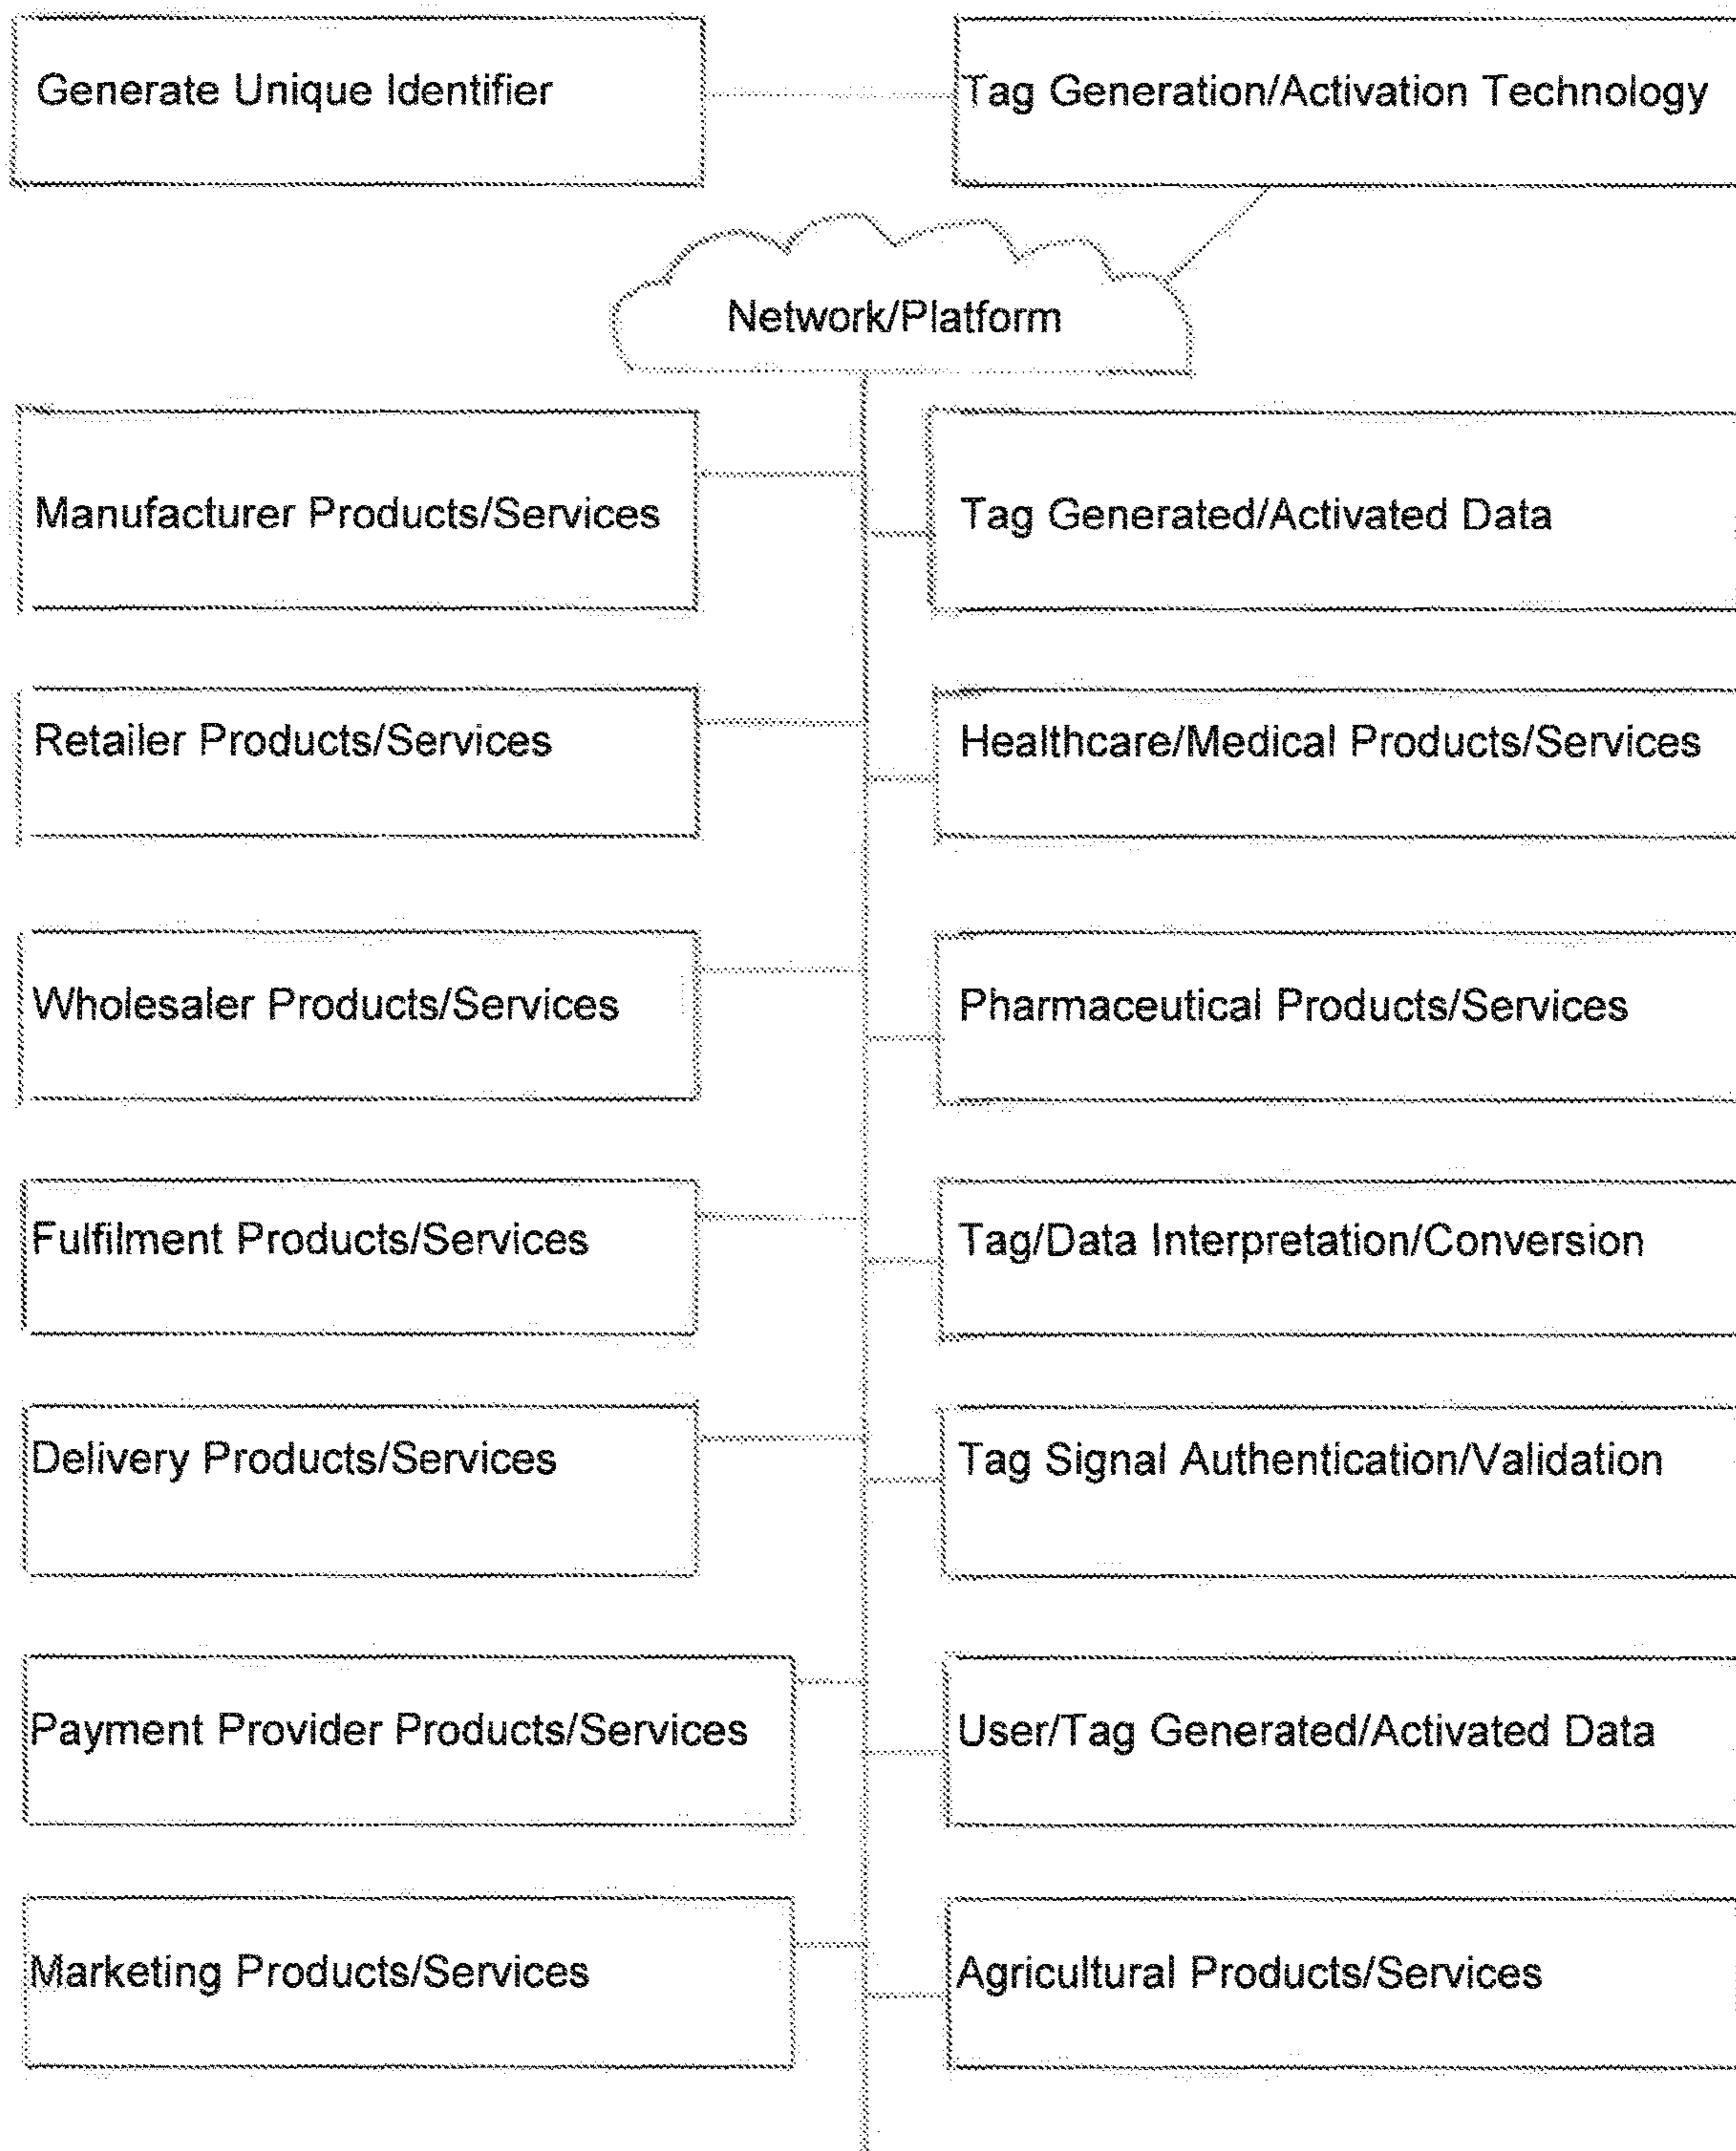 Generate Unique Identifier
Tag Generation/Activation Technology
Network/Platform
Manufacturer Products/Services
Tag Generated/Activated Data
Retailer Products/Services
Healthcare/Medical Products/Services
Wholesaler Products/Services
Pharmaceutical Products/Services
Fulfilment Products/Services
Tag/Data Interpretation/Conversion
Delivery Products/Services
Tag Signal Authentication/Validation
Payment Provider Products/Services
User/Tag Generated/Activated Data
Marketing Products/Services
Agricultural Products/Services